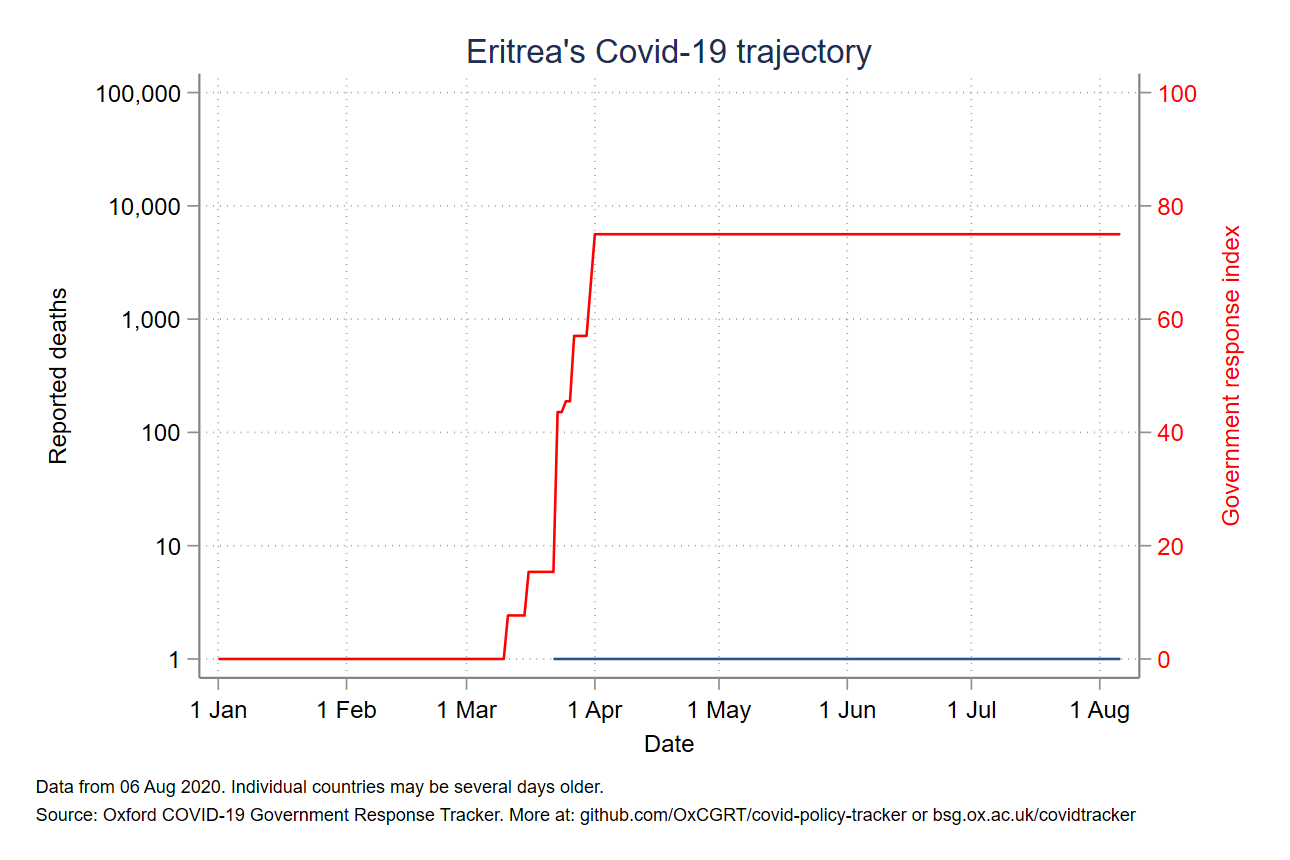 Eritrea's Covid-19 trajectory
100,000
10,000
1,000
100
10
1
Reported deaths
100
80
60
40
20
0
Government response index
1 Jan 1 Feb 1 Mar 1 Apr 1 May 1 Jun 1 Jul 1 Aug
Date
Data from 06 Aug 2020. Individual countries may be several days older.
Source: Oxford COVID-19 Government Response Tracker. More at: github.com/OxCGRT/covid-policy-tracker or bsg.ox.ac.uk/covidtracker